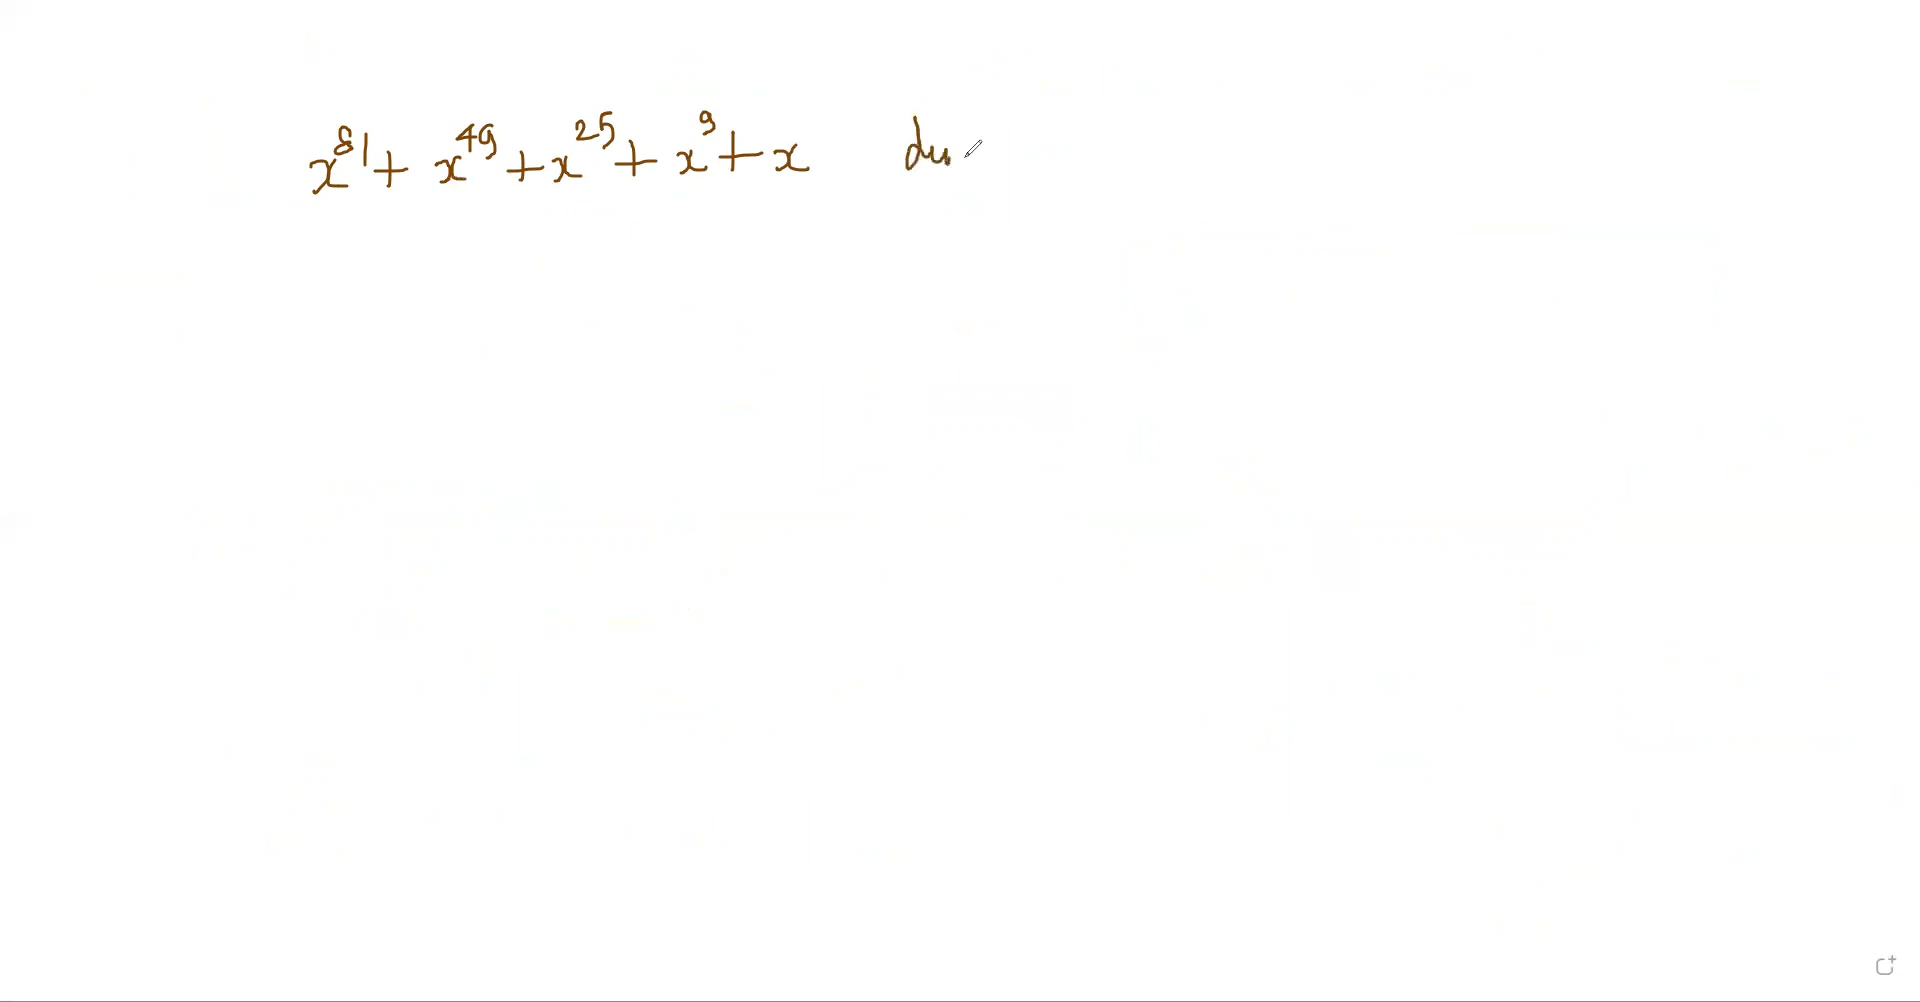 x^81 + x^49 + x^25 + x^9 + x